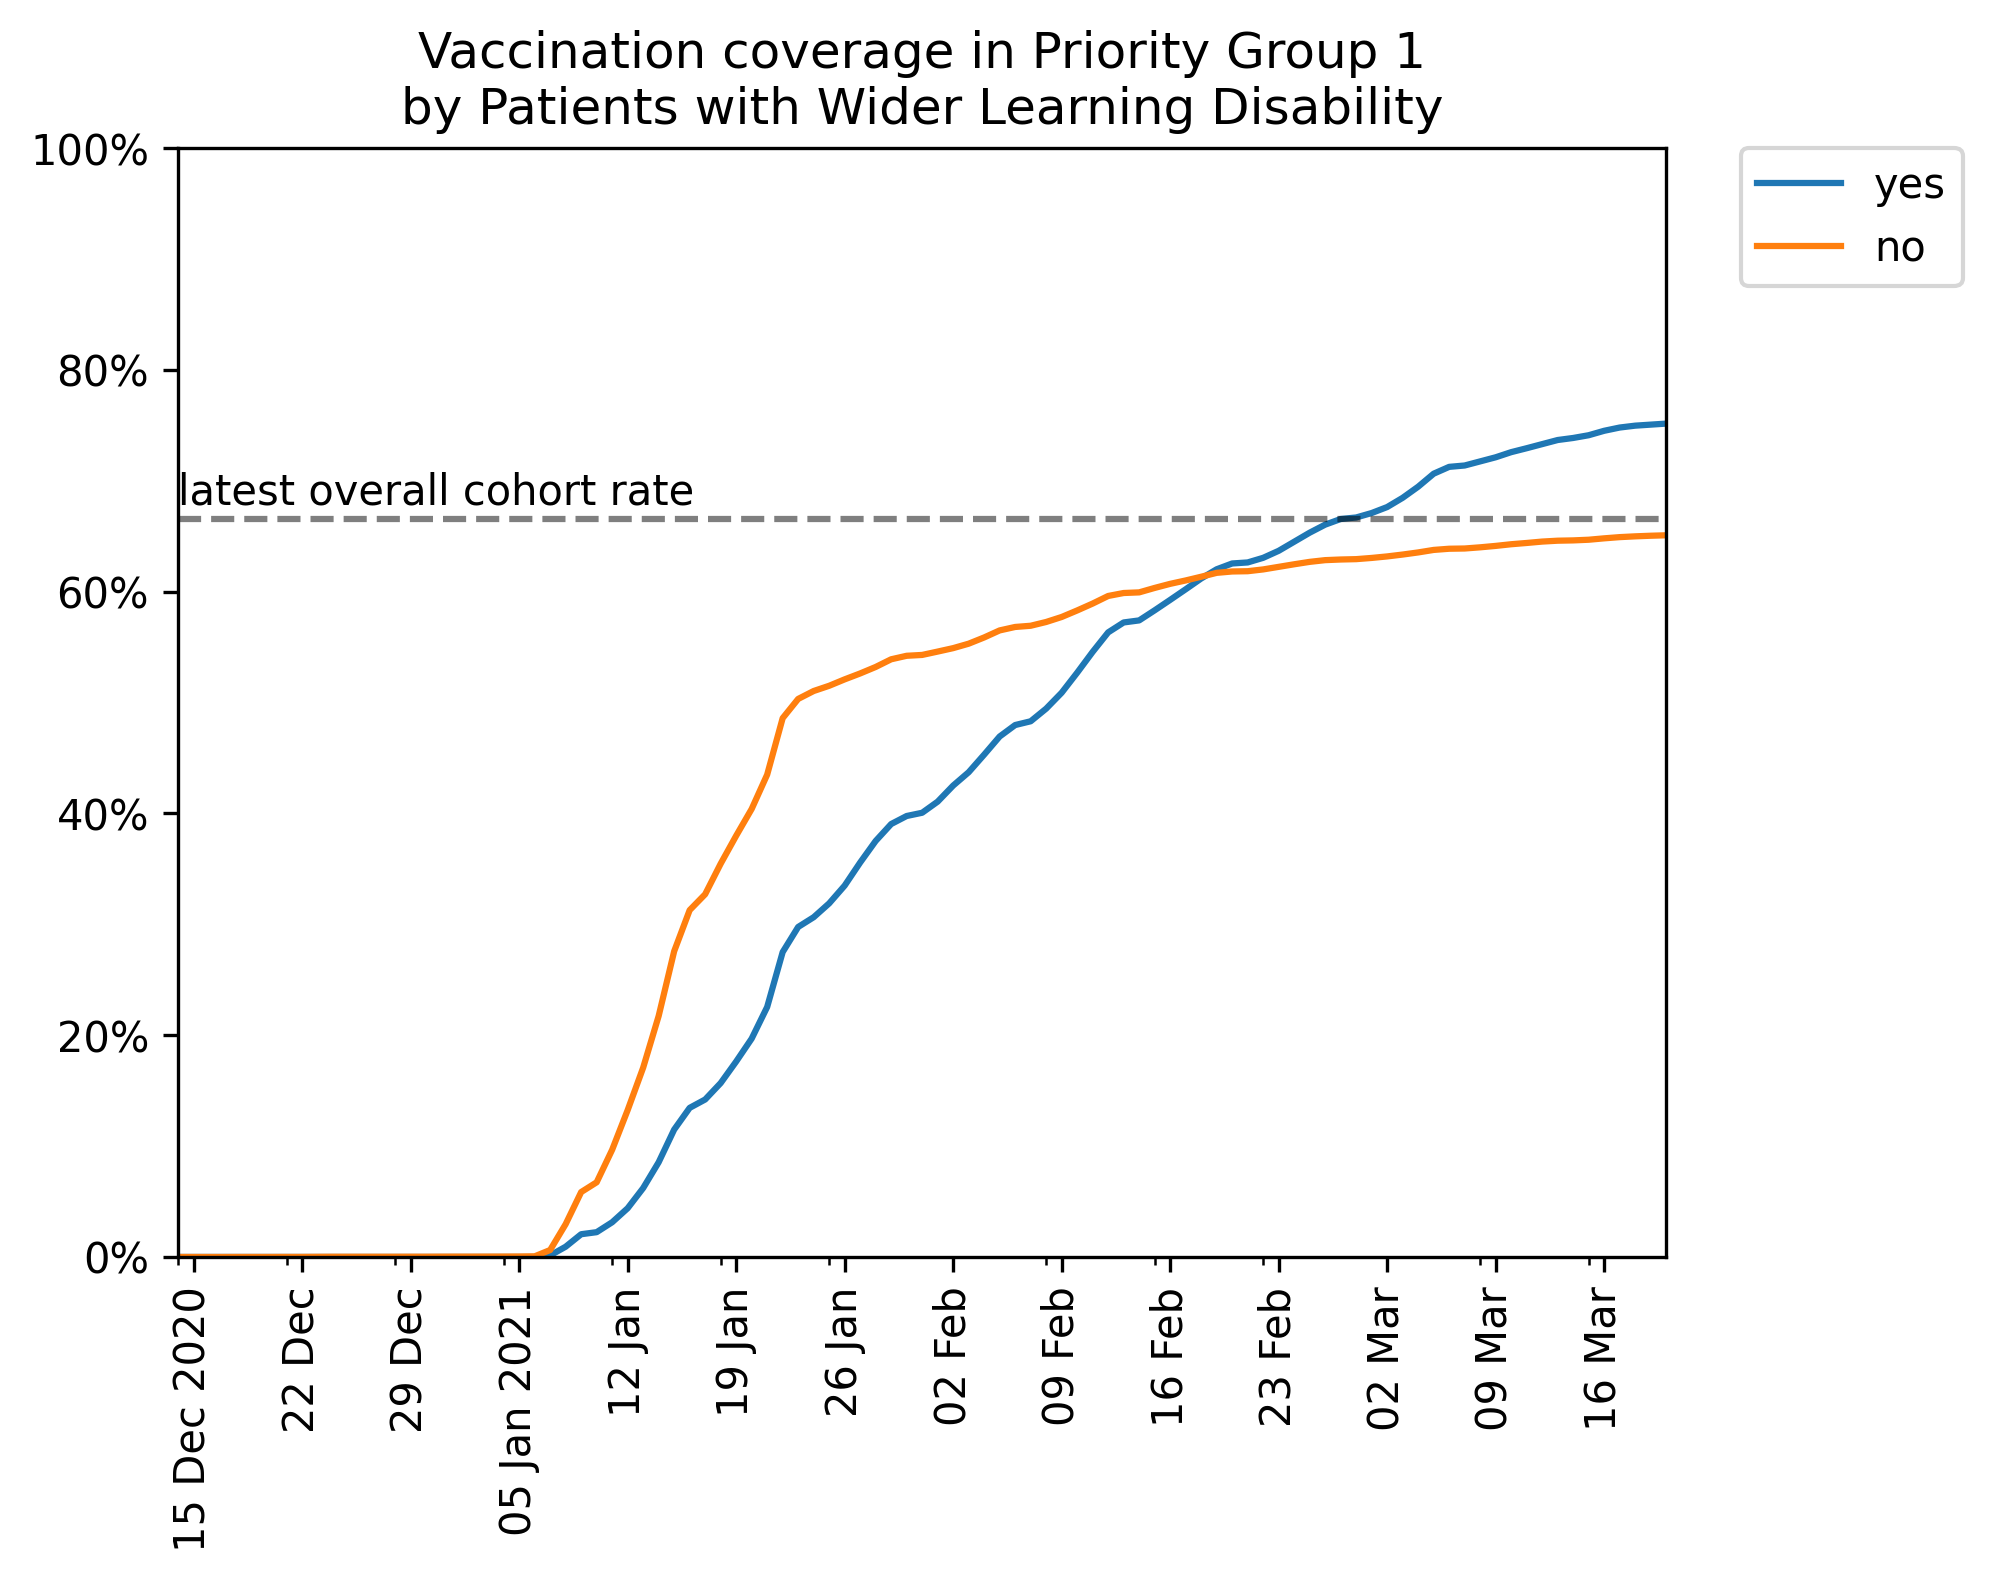 Vaccination coverage in Priority Group 1
by Patients with Wider Learning Disability
100%
80%
60%
40%
20%
0%
latest overall cohort rate
yes
no
15 Dec 2020
22 Dec
29 Dec
05 Jan 2021
12 Jan
19 Jan
26 Jan
02 Feb
09 Feb
16 Feb
23 Feb
02 Mar
09 Mar
16 Mar